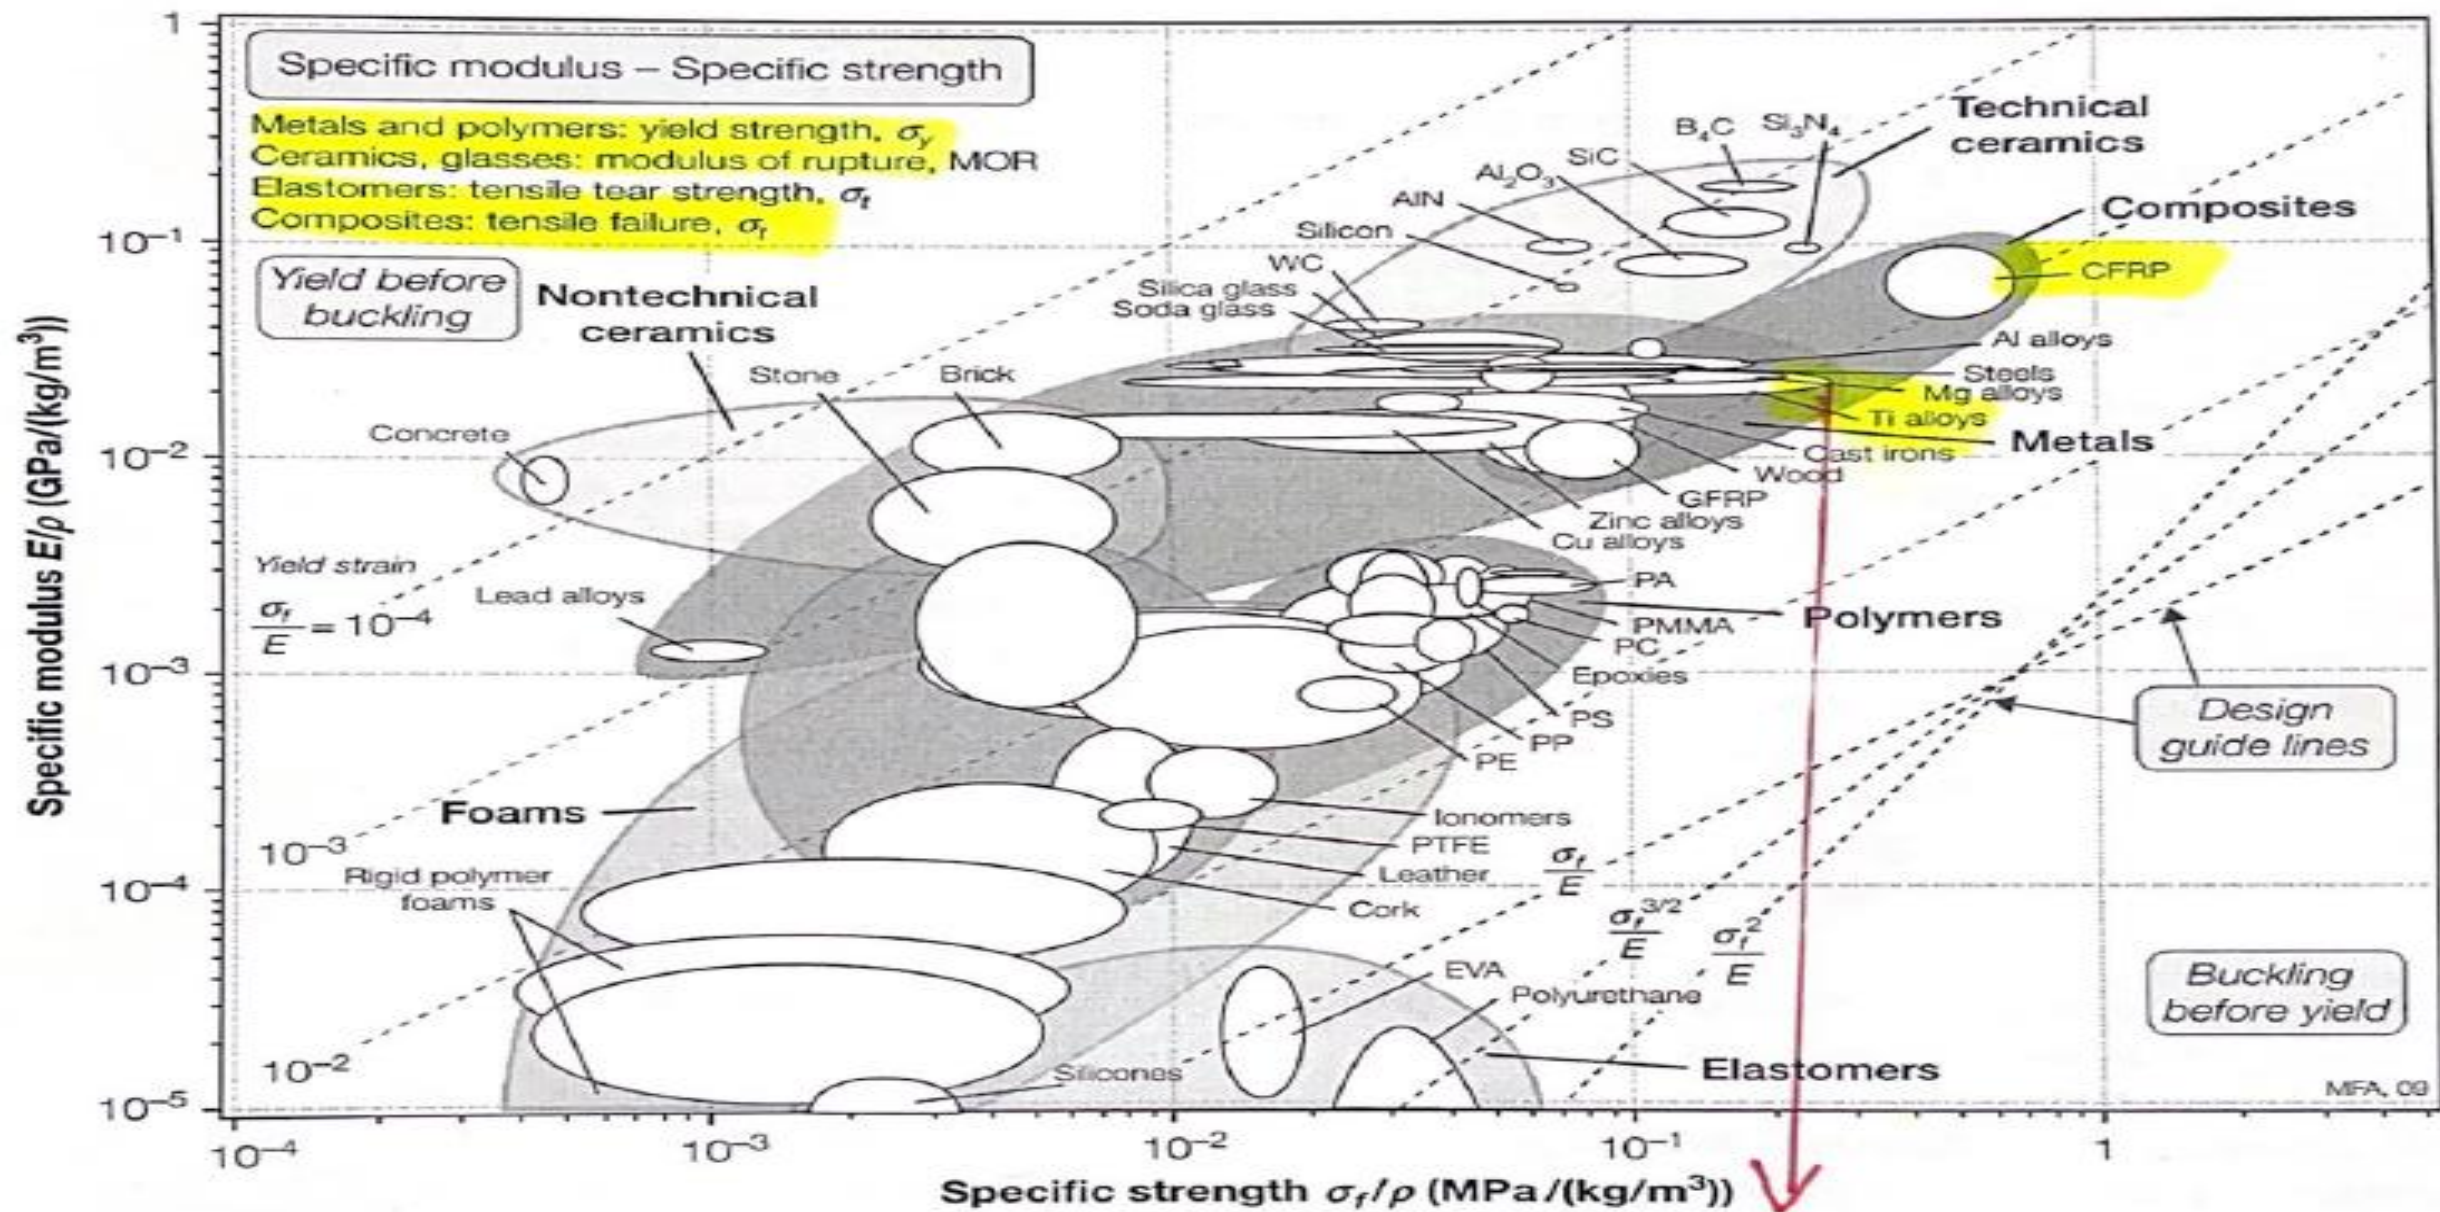 Specific modulus – Specific strength
Metals and polymers: yield strength, σy
Ceramics, glasses: modulus of rupture, MOR
Elastomers: tensile tear strength, σt
Composites: tensile failure, σt
Yield before
buckling
Nontechnical
ceramics
Technical
ceramics
Composites
CFRP
B4C
Si3N4
SiC
Al2O3
AlN
Silicon
WC
Silica glass
Soda glass
Stone
Brick
Concrete
Al alloys
Steels
Mg alloys
Ti alloys
Metals
Cast irons
Wood
GFRP
Zinc alloys
Cu alloys
Yield strain
σf/E = 10⁻⁴
Lead alloys
PA
Polymers
PMMA
PC
Epoxies
PS
PP
PE
Design
guide lines
Foams
Ionomers
PTFE
Leather
Cork
10⁻³
Rigid polymer
foams
σf/E
σf^3/2/E
σf^2/E
EVA
Polyurethane
Buckling
before yield
10⁻²
Silicones
Elastomers
MFA, 09
1
10⁻¹
10⁻²
10⁻³
10⁻⁴
10⁻⁵
Specific modulus E/ρ (GPa/(kg/m³))
10⁻⁴
10⁻³
10⁻²
10⁻¹
1
Specific strength σf/ρ (MPa/(kg/m³))